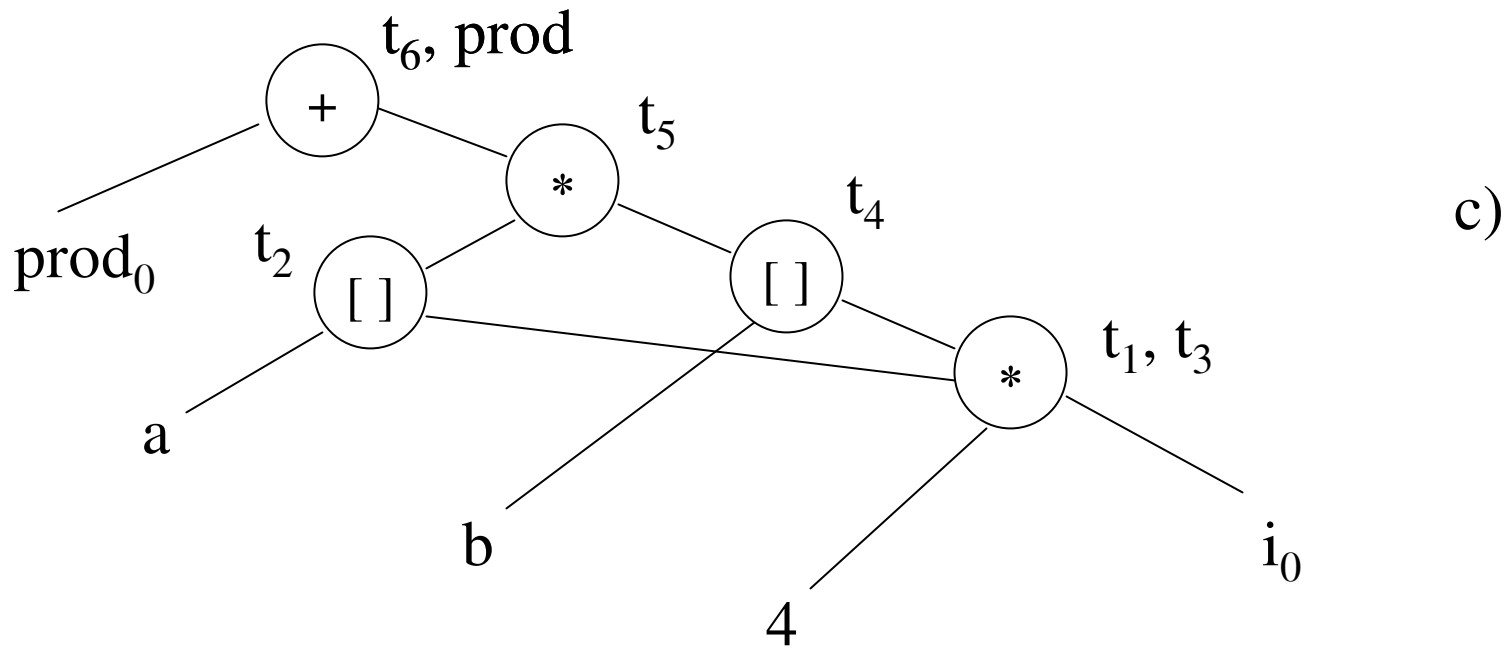 t₆, prod
+
t₅
*
t₄
c)
prod₀
t₂
[ ]
[ ]
t₁, t₃
*
a
b
i₀
4